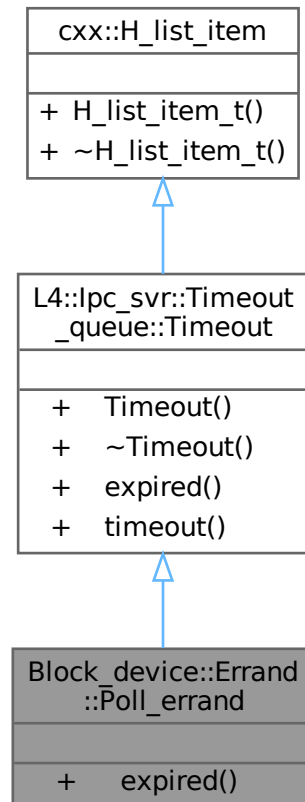 cxx::H_list_item
+ H_list_item_t()
+ ~H_list_item_t()
L4::Ipc_svr::Timeout
_queue::Timeout
+ Timeout()
+ ~Timeout()
+ expired()
+ timeout()
Block_device::Errand
::Poll_errand
+ expired()